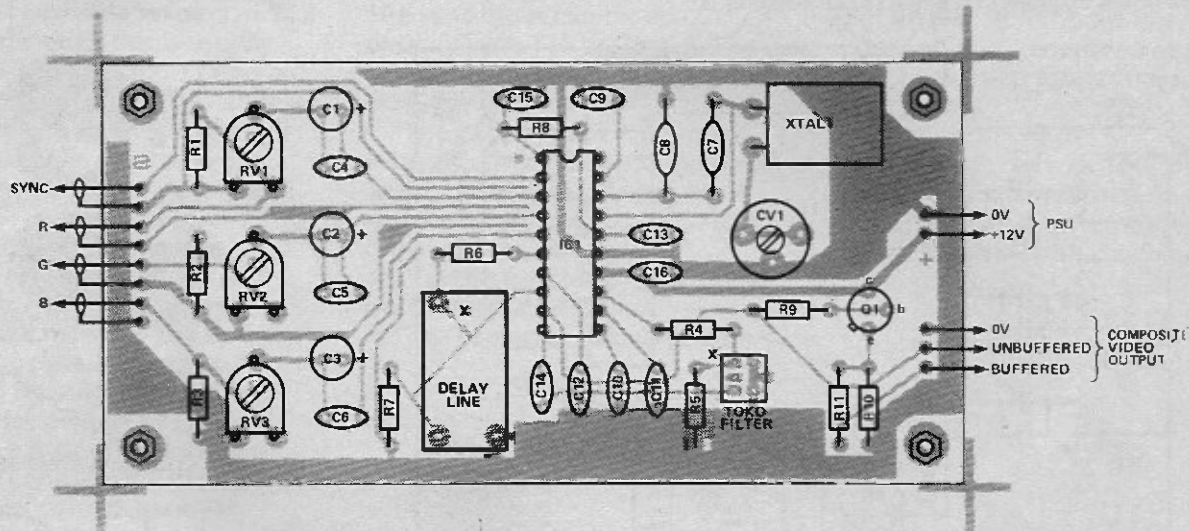 C15
C9
C1
+
R1
R8
C8
C7
XTAL1
RV1
C4
SYNC
R
0V
PSU
+12V
C2
+
CV1
C13
IC1
R6
G
R2
RV2
C16
+
C5
c
B
X
R9
Q1
b
e
0V
R4
COMPOSITE
VIDEO
OUTPUT
UNBUFFERED
C3
+
X
BUFFERED
DELAY
LINE
C14
C12
C10
C11
R3
R7
R5
R11
R10
RV3
C6
TOKO
FILTER